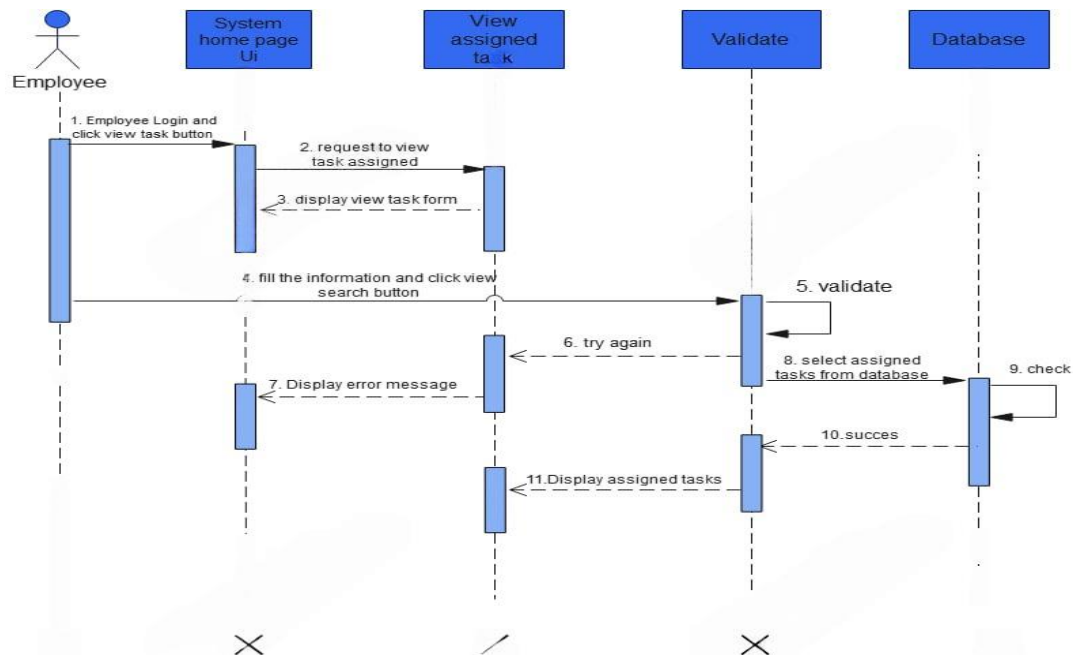 System
home page
Ui
View
assigned
task
Validate
Database
Employee
1. Employee Login and
click view task button
2. request to view
task assigned
3. display view task form
4. fill the information and click view
search button
5. validate
6. try again
7. Display error message
8. select assigned
tasks from database
9. check
10.succes
11.Display assigned tasks